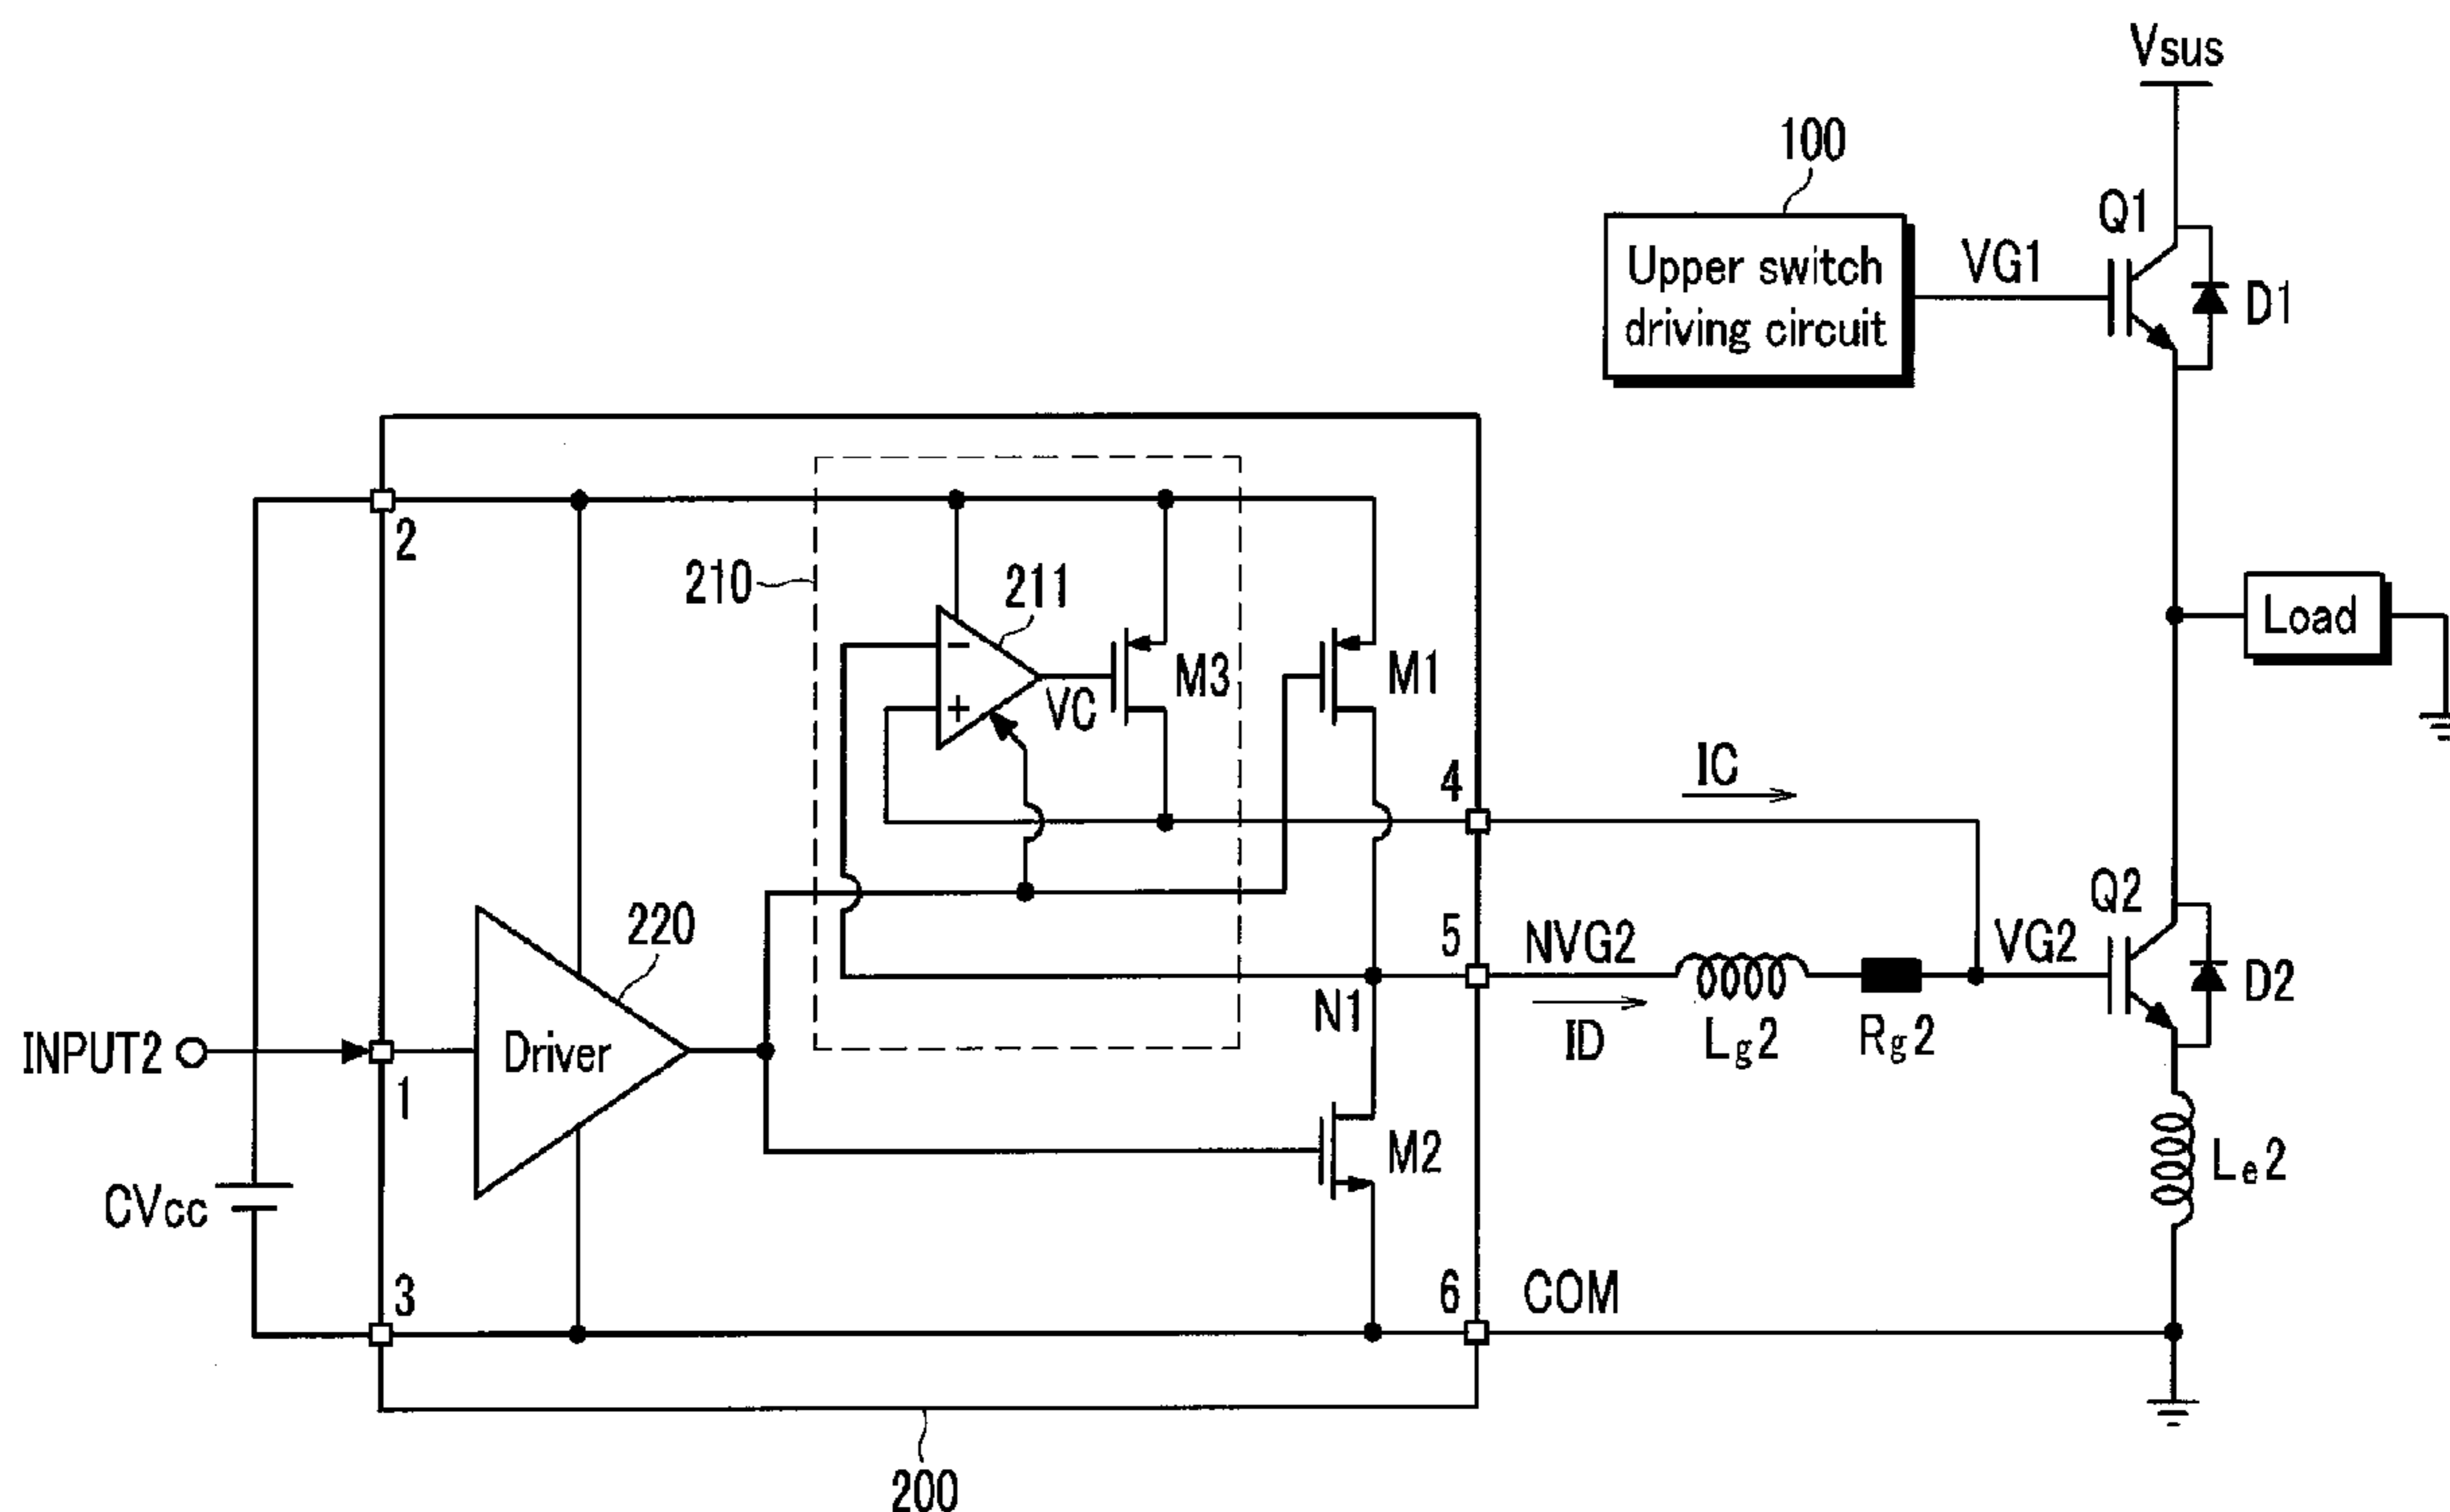 Vsus
100
Q1
Upper switch
driving circuit
VG1
D1
2
210
211
−
+
VC
M3
M1
Load
4
IC
220
5
NVG2
VG2
Q2
D2
N1
ID
Lg2
Rg2
INPUT2
1
Driver
M2
Le2
CVcc
3
6
COM
200